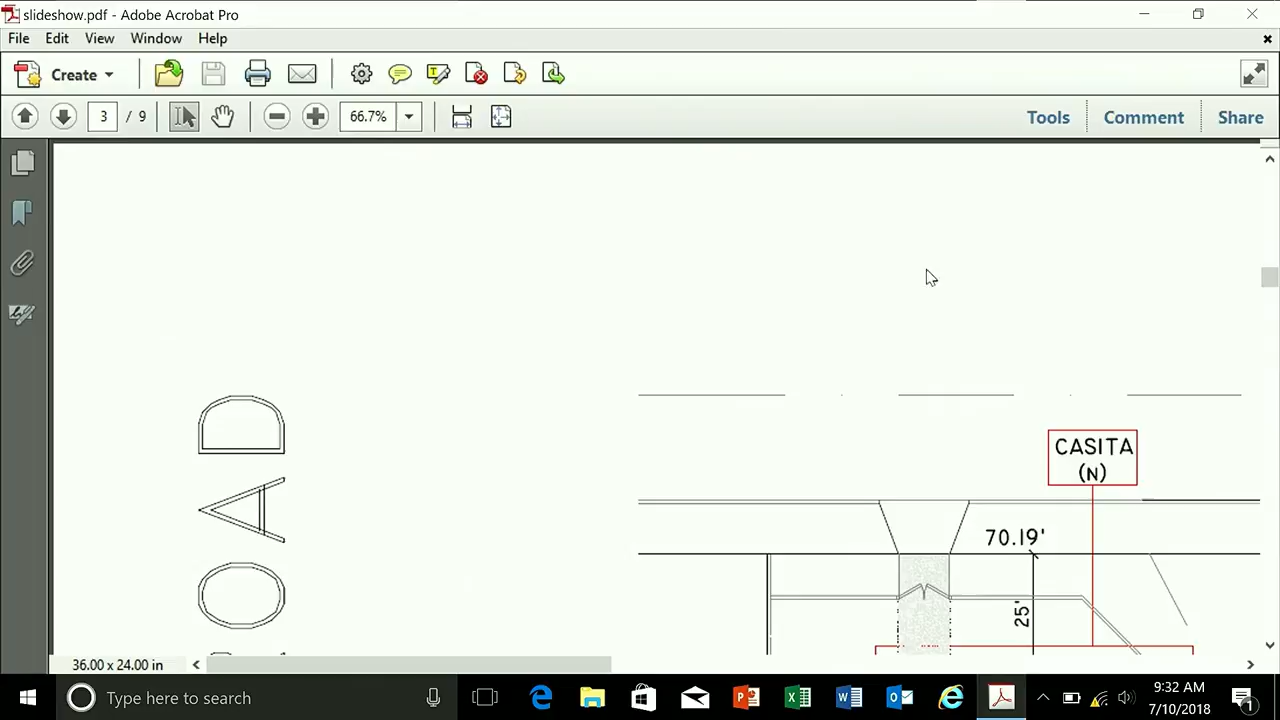 slideshow.pdf - Adobe Acrobat Pro
File Edit View Window Help
Create
3 / 9 66.7% Tools Comment Share
ROAD
CASITA
(N)
70.19'
25'
36.00 x 24.00 in
Type here to search
9:32 AM
7/10/2018